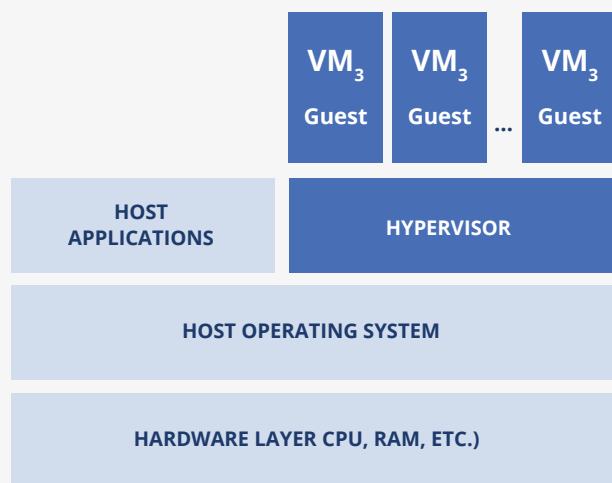 VM3 VM3 VM3
Guest Guest ... Guest
HOST
APPLICATIONS
HYPERVISOR
HOST OPERATING SYSTEM
HARDWARE LAYER CPU, RAM, ETC.)